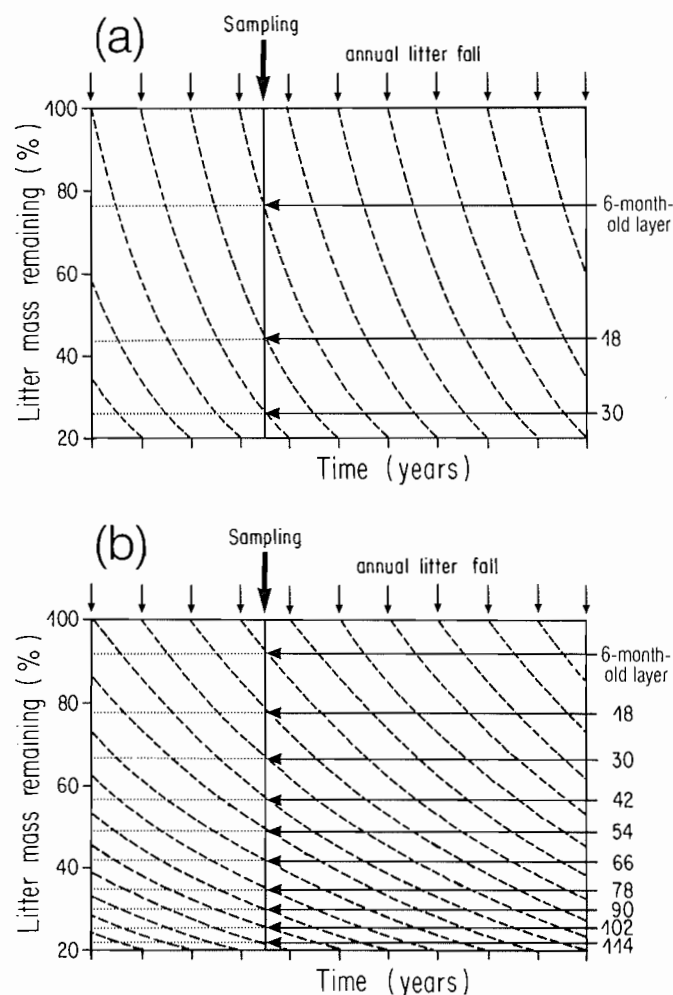 (a)
Sampling
annual litter fall
100
80
60
40
20
Litter mass remaining (%)
6-month-
old layer
18
30
Time (years)
(b)
Sampling
annual litter fall
100
80
60
40
20
Litter mass remaining (%)
6-month-
old layer
18
30
42
54
66
78
90
102
114
Time (years)